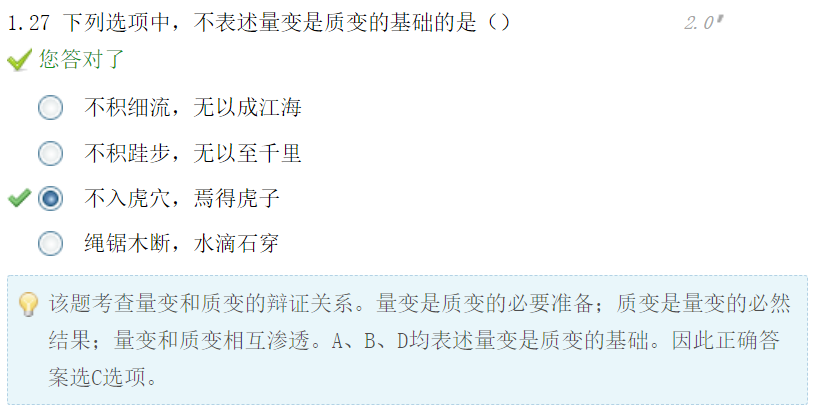 1.27 下列选项中，不表述量变是质变的基础的是（）
2.0
您答对了
不积细流，无以成江海
不积跬步，无以至千里
不入虎穴，焉得虎子
绳锯木断，水滴石穿
该题考查量变和质变的辩证关系。量变是质变的必要准备；质变是量变的必然
结果；量变和质变相互渗透。A、B、D均表述量变是质变的基础。因此正确答
案选C选项。